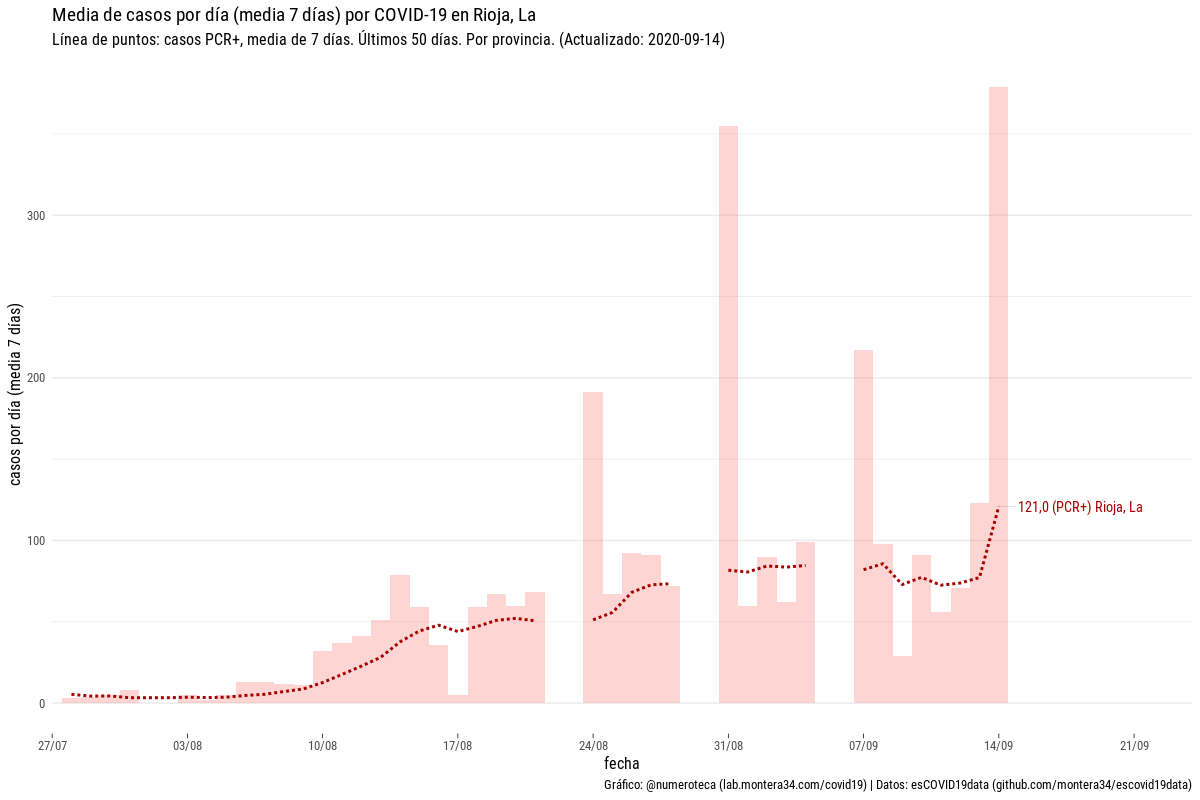 Media de casos por día (media 7 días) por COVID-19 en Rioja, La
Línea de puntos: casos PCR+, media de 7 días. Últimos 50 días. Por provincia. (Actualizado: 2020-09-14)
casos por día (media 7 días)
300
200
100
0
121,0 (PCR+) Rioja, La
27/07
03/08
10/08
17/08
24/08
31/08
07/09
14/09
21/09
fecha
Gráfico: @numeroteca (lab.montera34.com/covid19) | Datos: esCOVID19data (github.com/montera34/escovid19data)